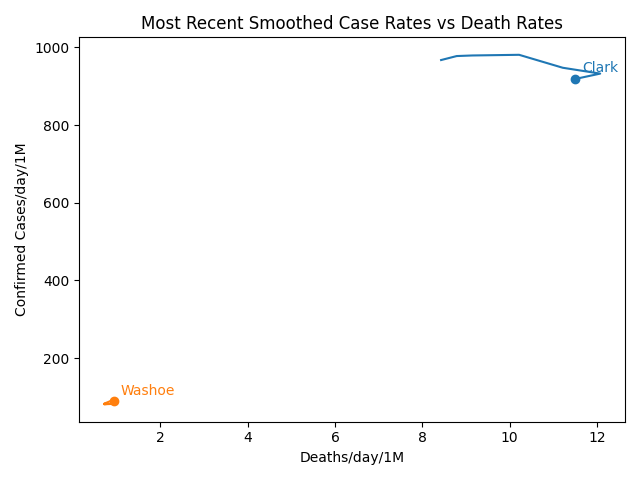 Most Recent Smoothed Case Rates vs Death Rates
1000
800
600
400
200
Confirmed Cases/day/1M
Clark
Washoe
2
4
6
8
10
12
Deaths/day/1M